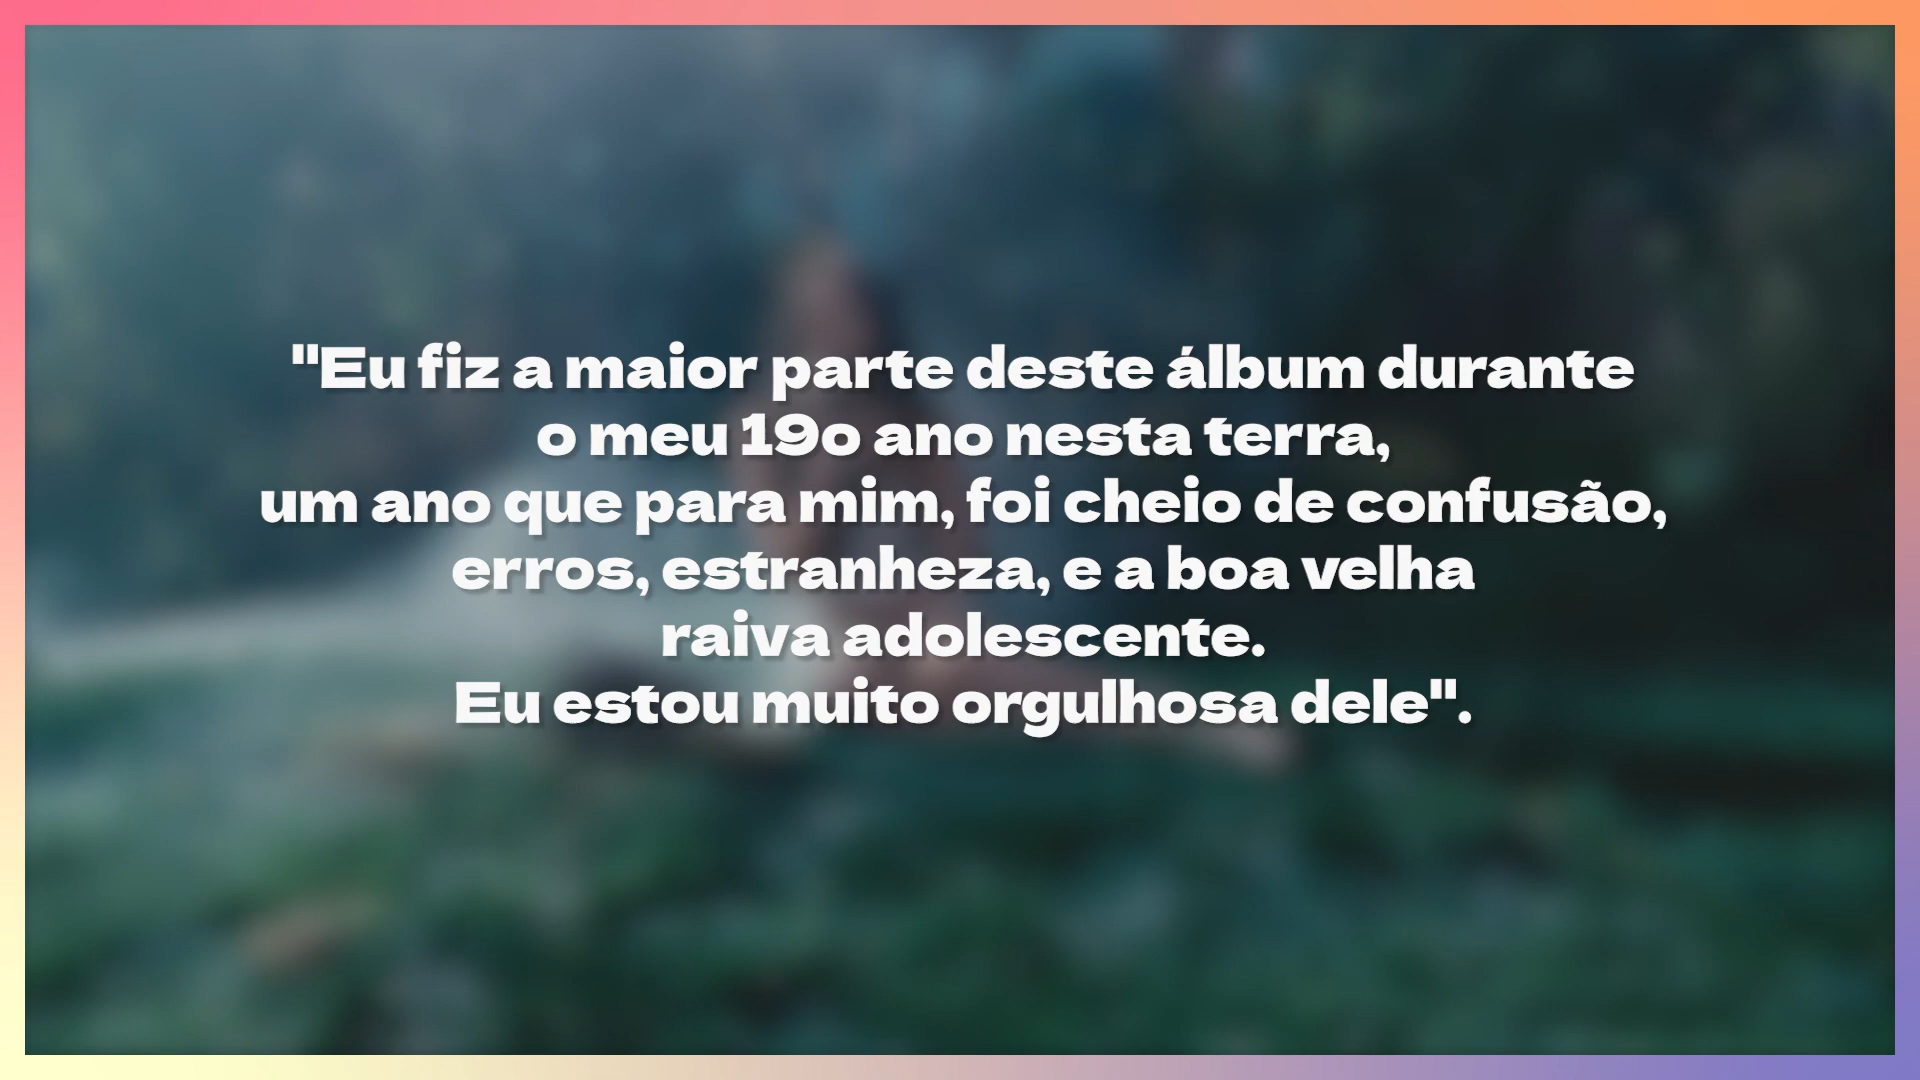 "Eu fiz a maior parte deste álbum durante
o meu 19o ano nesta terra,
um ano que para mim, foi cheio de confusão,
erros, estranheza, e a boa velha
raiva adolescente.
Eu estou muito orgulhosa dele".